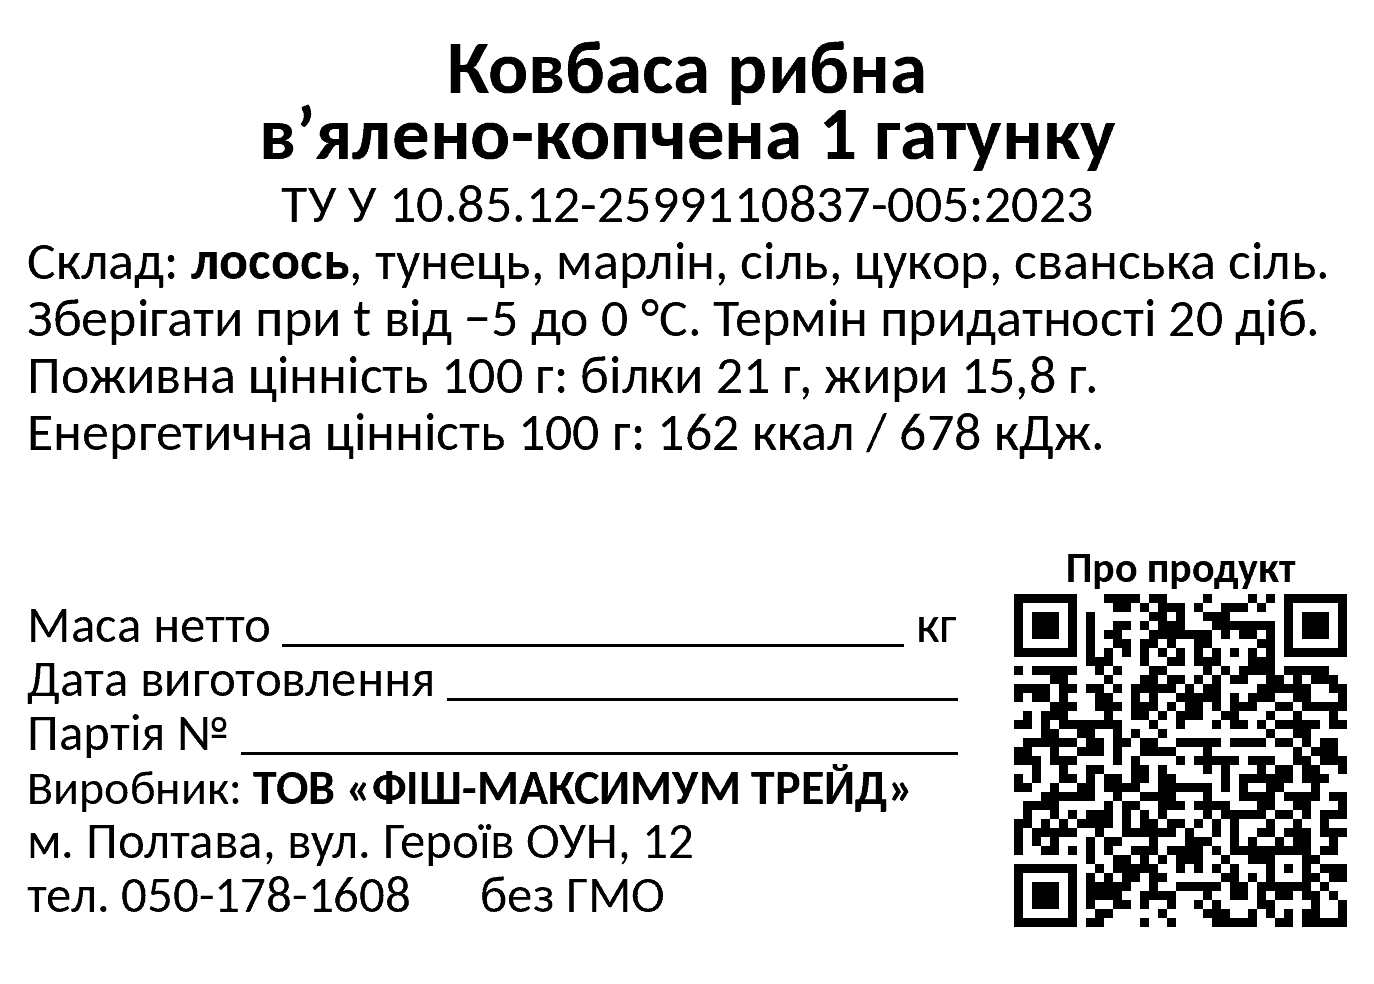 Ковбаса рибна
в’ялено-копчена 1 гатунку
ТУ У 10.85.12-2599110837-005:2023
Склад: лосось, тунець, марлін, сіль, цукор, сванська сіль.
Зберігати при t від −5 до 0 °С. Термін придатності 20 діб.
Поживна цінність 100 г: білки 21 г, жири 15,8 г.
Енергетична цінність 100 г: 162 ккал / 678 кДж.
Про продукт
Маса нетто ________ кг
Дата виготовлення ________
Партія № ________
Виробник: ТОВ «ФІШ-МАКСИМУМ ТРЕЙД»
м. Полтава, вул. Героїв ОУН, 12
тел. 050-178-1608 без ГМО